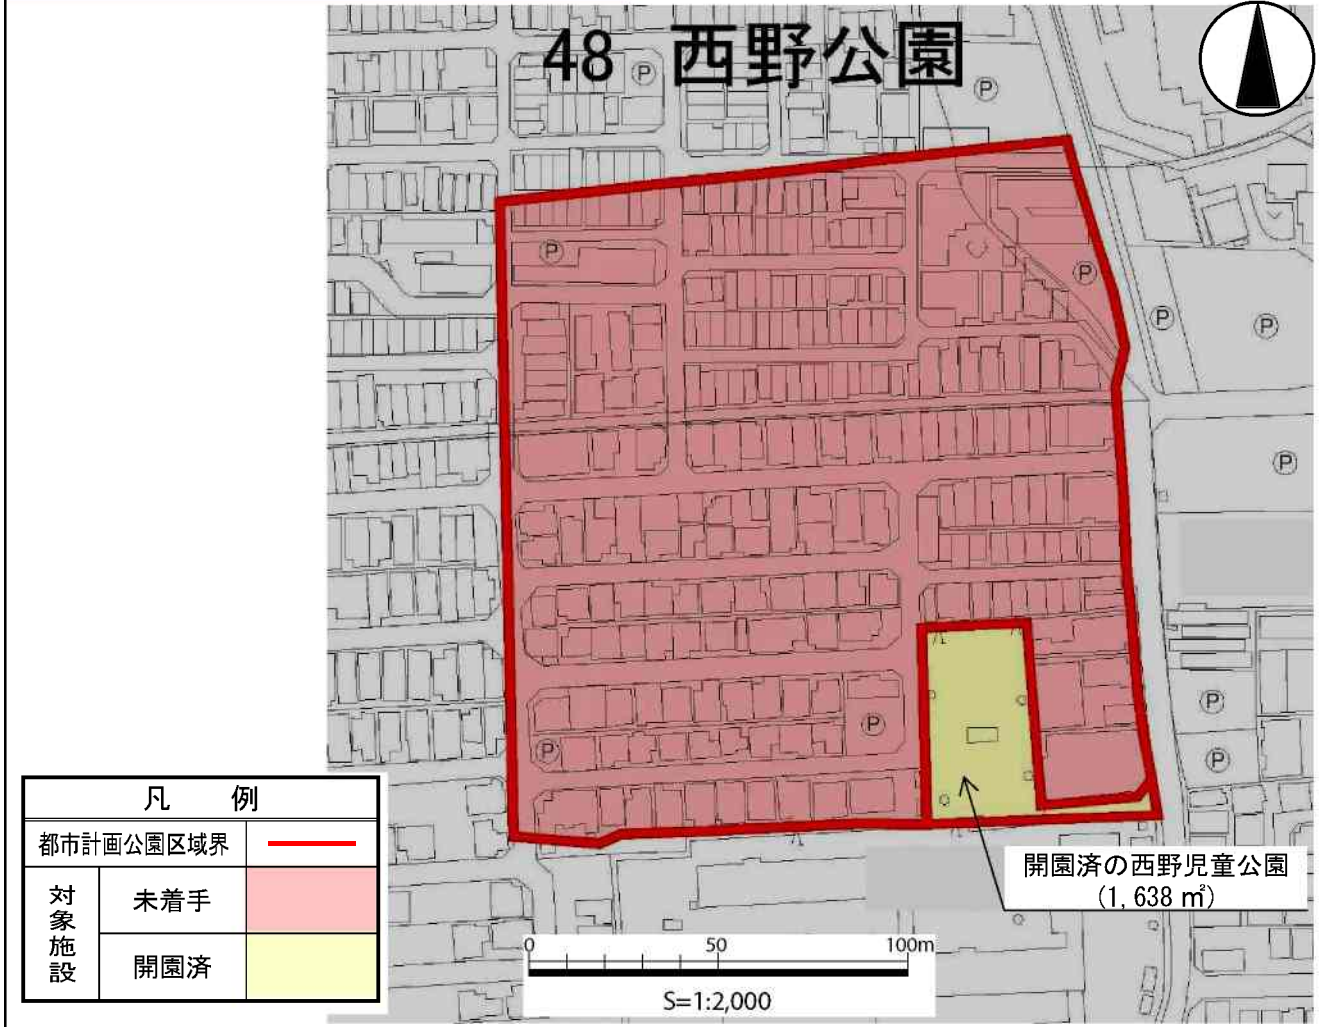 48 西野公園
P
P
P
P
P
P
P
P
P
P
P
P
凡 例
都市計画公園区域界
対象施設
未着手
開園済
開園済の西野児童公園
(1,638 ㎡)
0 50 100m
S=1:2,000